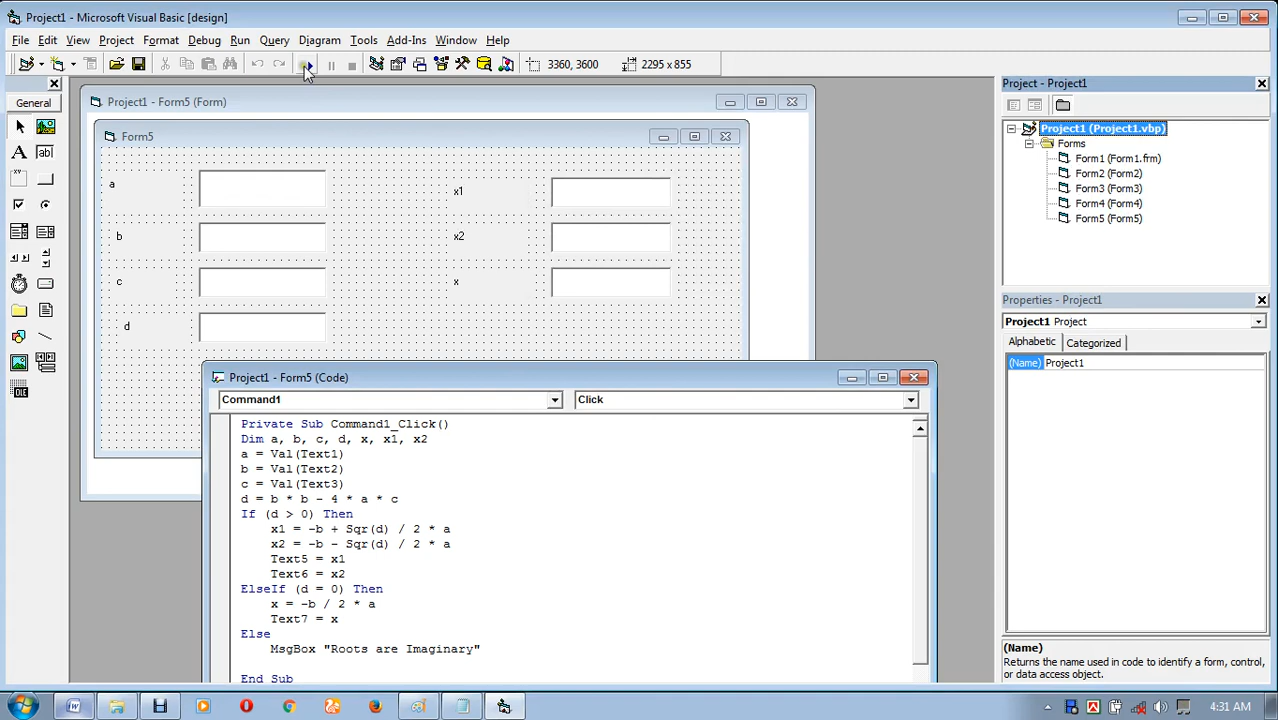 Project1 - Microsoft Visual Basic [design]
File Edit View Project Format Debug Run Query Diagram Tools Add-Ins Window Help
3360, 3600 2295 x 855
General
Project1 - Form5 (Form)
Form5
a x1
b x2
c x
d
Project1 - Form5 (Code)
Command1 Click
Private Sub Command1_Click()
Dim a, b, c, d, x, x1, x2
a = Val(Text1)
b = Val(Text2)
c = Val(Text3)
d = b * b - 4 * a * c
If (d > 0) Then
x1 = -b + Sqr(d) / 2 * a
x2 = -b - Sqr(d) / 2 * a
Text5 = x1
Text6 = x2
ElseIf (d = 0) Then
x = -b / 2 * a
Text7 = x
Else
MsgBox "Roots are Imaginary"
End Sub
Project - Project1
Project1 (Project1.vbp)
Forms
Form1 (Form1.frm)
Form2 (Form2)
Form3 (Form3)
Form4 (Form4)
Form5 (Form5)
Properties - Project1
Project1 Project
Alphabetic Categorized
(Name) Project1
(Name)
Returns the name used in code to identify a form, control,
or data access object.
4:31 AM